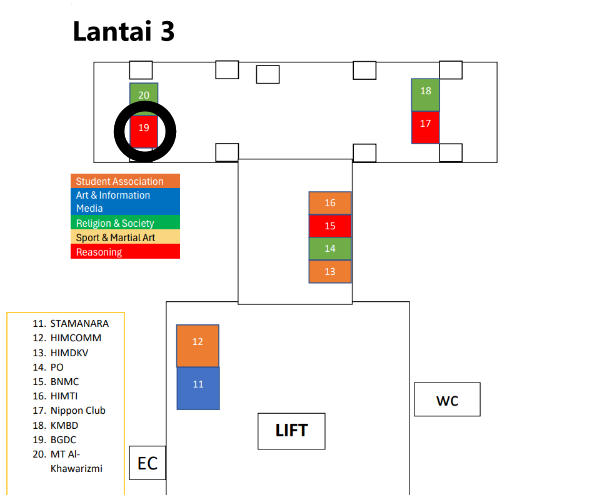 Lantai 3
20
19
18
17
Student Association
Art & Information
Media
Religion & Society
Sport & Martial Art
Reasoning
16
15
14
13
11. STAMANARA
12. HIMCOMM
13. HIMDKV
14. PO
15. BNMC
16. HIMTI
17. Nippon Club
18. KMBD
19. BGDC
20. MT Al-
Khawarizmi
12
11
WC
LIFT
EC